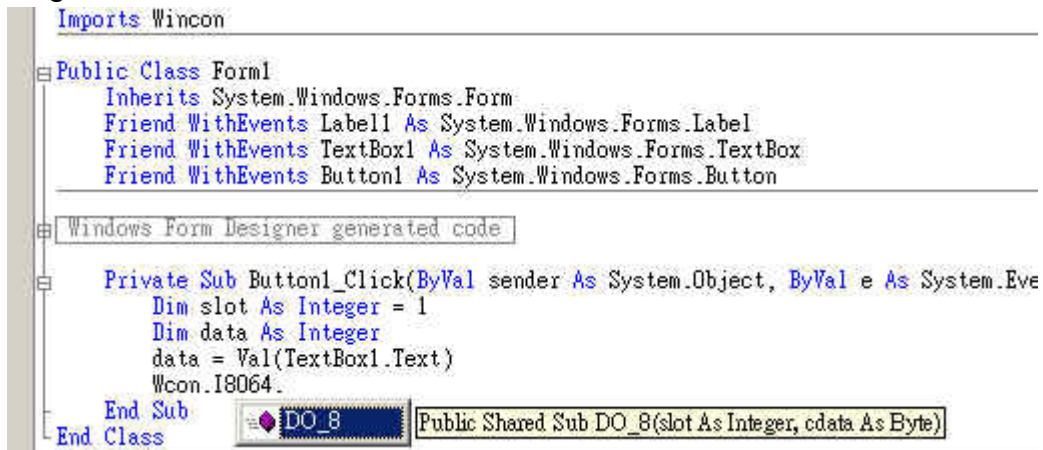 Imports Wincon
Public Class Form1
Inherits System.Windows.Forms.Form
Friend WithEvents Label1 As System.Windows.Forms.Label
Friend WithEvents TextBox1 As System.Windows.Forms.TextBox
Friend WithEvents Button1 As System.Windows.Forms.Button
Windows Form Designer generated code
Private Sub Button1_Click(ByVal sender As System.Object, ByVal e As System.Eve
Dim slot As Integer = 1
Dim data As Integer
data = Val(TextBox1.Text)
Wcon.I8064.
End Sub
DO_8 Public Shared Sub DO_8(slot As Integer, cdata As Byte)
End Class